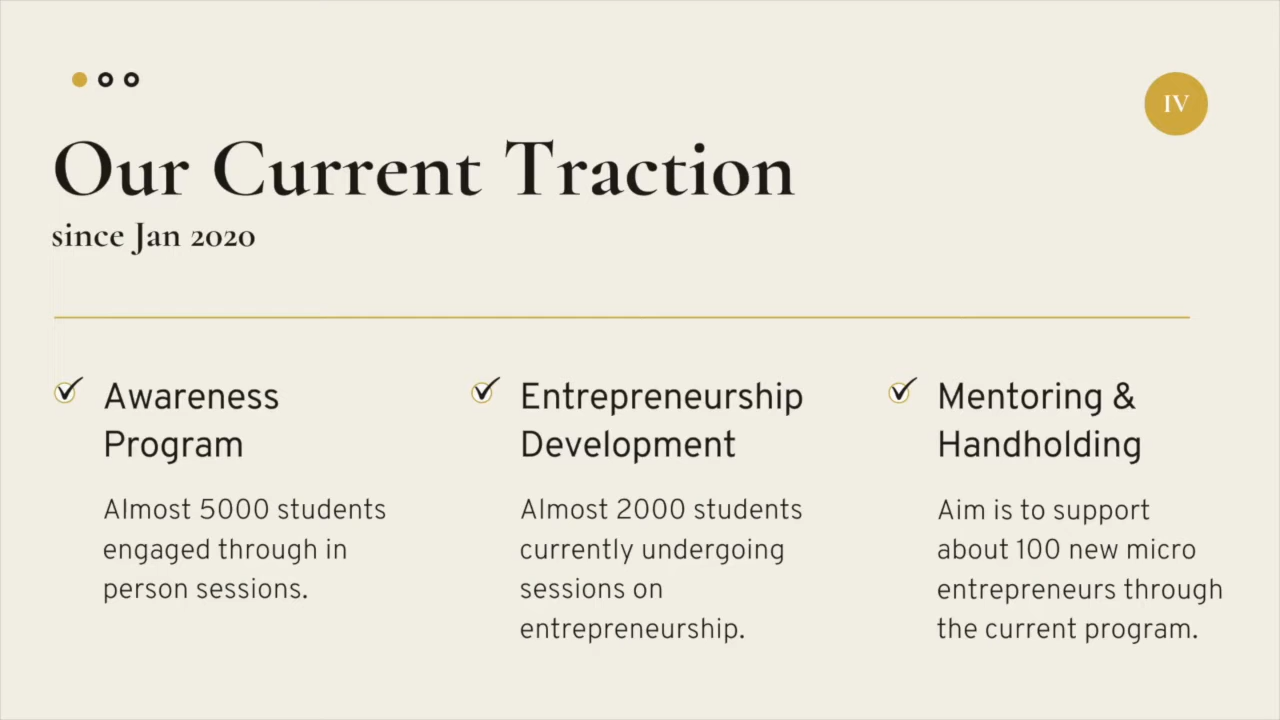 IV
Our Current Traction
since Jan 2020
Awareness
Program
Almost 5000 students
engaged through in
person sessions.
Entrepreneurship
Development
Almost 2000 students
currently undergoing
sessions on
entrepreneurship.
Mentoring &
Handholding
Aim is to support
about 100 new micro
entrepreneurs through
the current program.